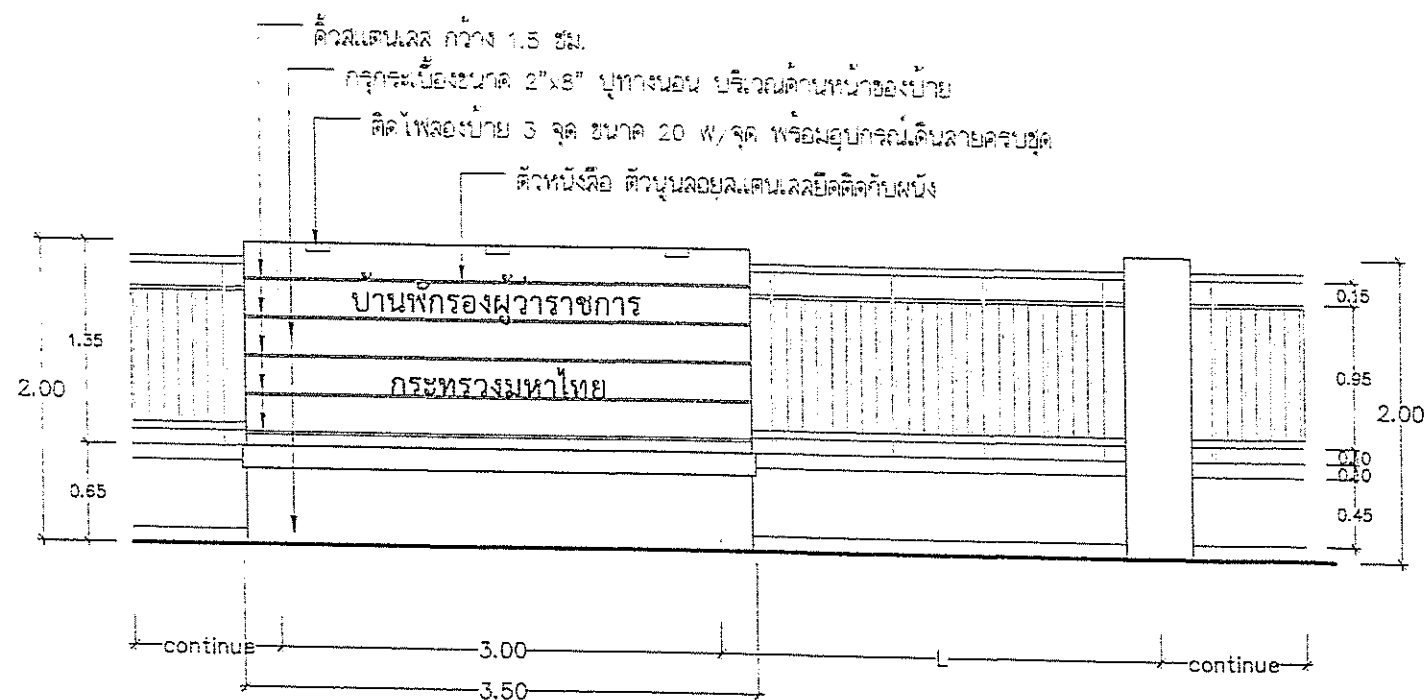 คิ้วสแตนเลส กว้าง 1.5 ซม.
กรุกระเบื้องขนาด 2"x8" ปูทางนอน บริเวณด้านหน้าของป้าย
ติดไฟส่องป้าย 3 จุด ขนาด 20 W/จุด พร้อมอุปกรณ์เดินสายครบชุด
ตัวหนังสือ ตัวนูนลอยสแตนเลสยึดติดกับผนัง
บ้านพักรองผู้ว่าราชการ
กระทรวงมหาดไทย
2.00
1.35
0.65
0.15
0.95
0.10
0.10
0.45
2.00
continue
3.00
L
continue
3.50